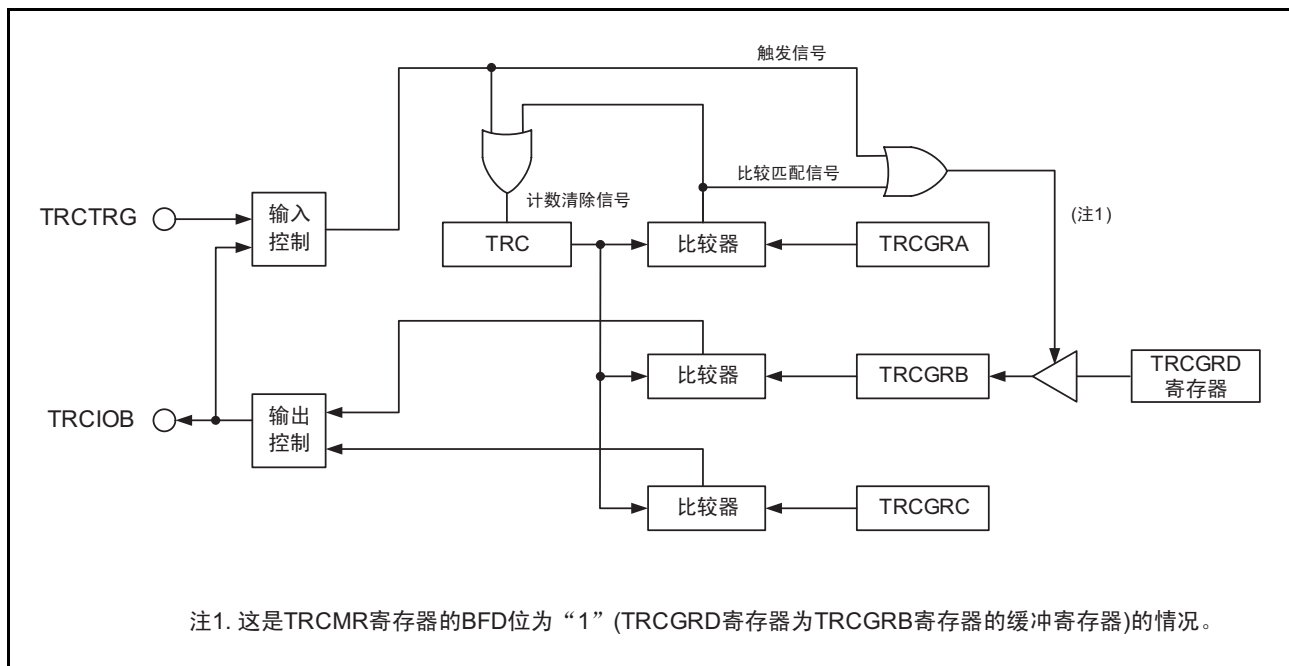 触发信号
比较匹配信号
计数清除信号
(注1)
TRCTRG
输入
控制
TRC
比较器
TRCGRA
比较器
TRCGRB
TRCGRD
寄存器
TRCIOB
输出
控制
比较器
TRCGRC
注1. 这是TRCMR寄存器的BFD位为“1”(TRCGRD寄存器为TRCGRB寄存器的缓冲寄存器)的情况。